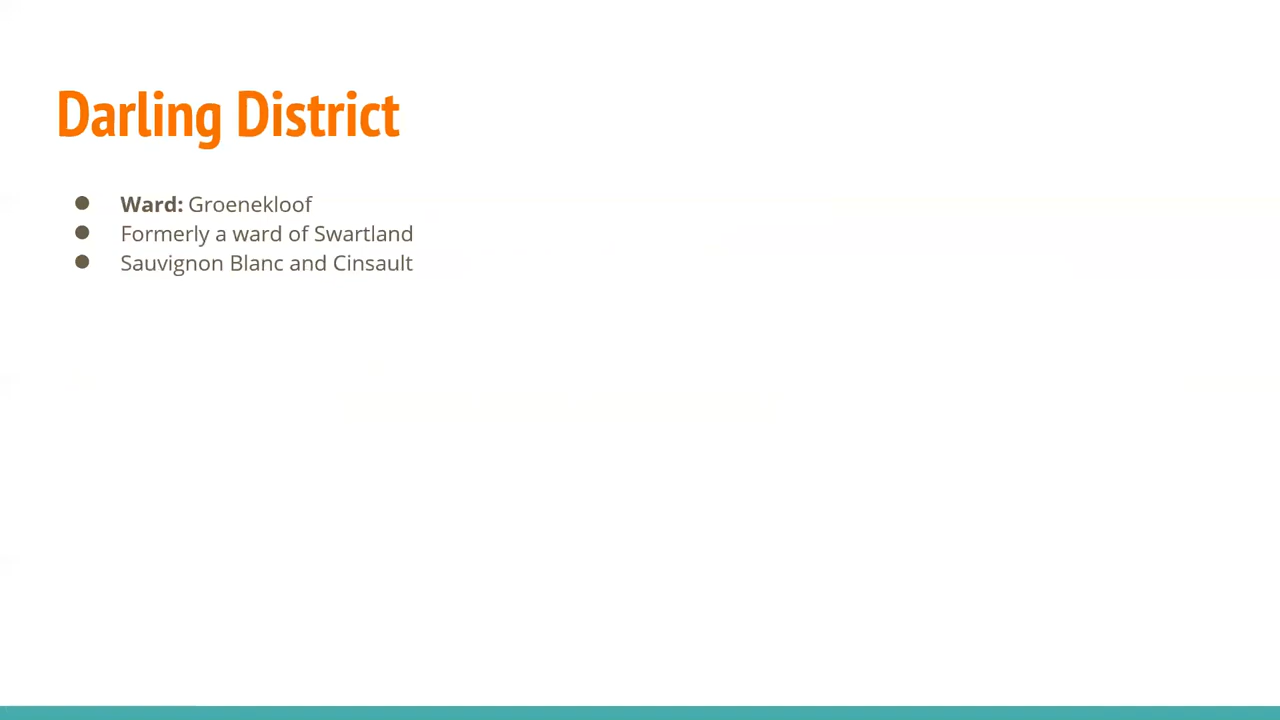 Darling District
● Ward: Groenekloof
● Formerly a ward of Swartland
● Sauvignon Blanc and Cinsault